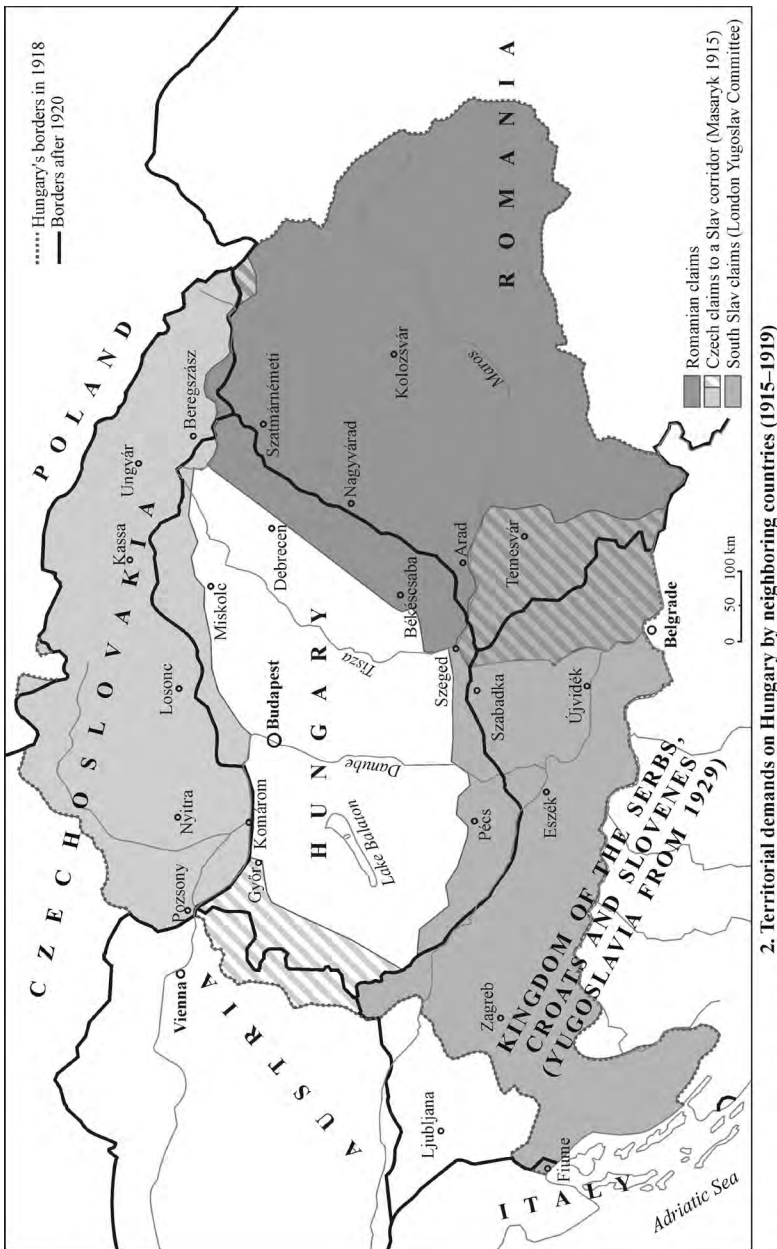 Hungary's borders in 1918
Borders after 1920
POLAND
CZECHOSLOVAKIA
Ungvár
Beregszász
Kassa
Losonc
Nyitra
Pozsony
Komárom
Győr
Vienna
AUSTRIA
Miskolc
Debrecen
Budapest
HUNGARY
Tisza
Danube
Lake Balaton
Szatmárnémeti
Nagyvárad
Kolozsvár
Maros
ROMANIA
Békéscsaba
Arad
Temesvár
Szeged
Szabadka
Pécs
Újvidék
Eszék
Belgrade
Zagreb
Ljubljana
Fiume
KINGDOM OF THE SERBS,
CROATS AND SLOVENES
(YUGOSLAVIA FROM 1929)
ITALY
Adriatic Sea
0 50 100 km
Romanian claims
Czech claims to a Slav corridor (Masaryk 1915)
South Slav claims (London Yugoslav Committee)
2. Territorial demands on Hungary by neighboring countries (1915–1919)